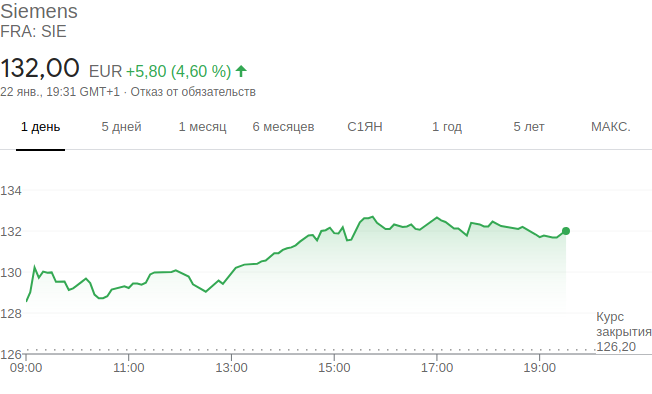 Siemens
FRA: SIE
132,00 EUR +5,80 (4,60 %)
22 янв., 19:31 GMT+1 · Отказ от обязательств
1 день 5 дней 1 месяц 6 месяцев С1ЯН 1 год 5 лет МАКС.
134
132
130
128
Курс
закрытия
126,20
126
09:00 11:00 13:00 15:00 17:00 19:00